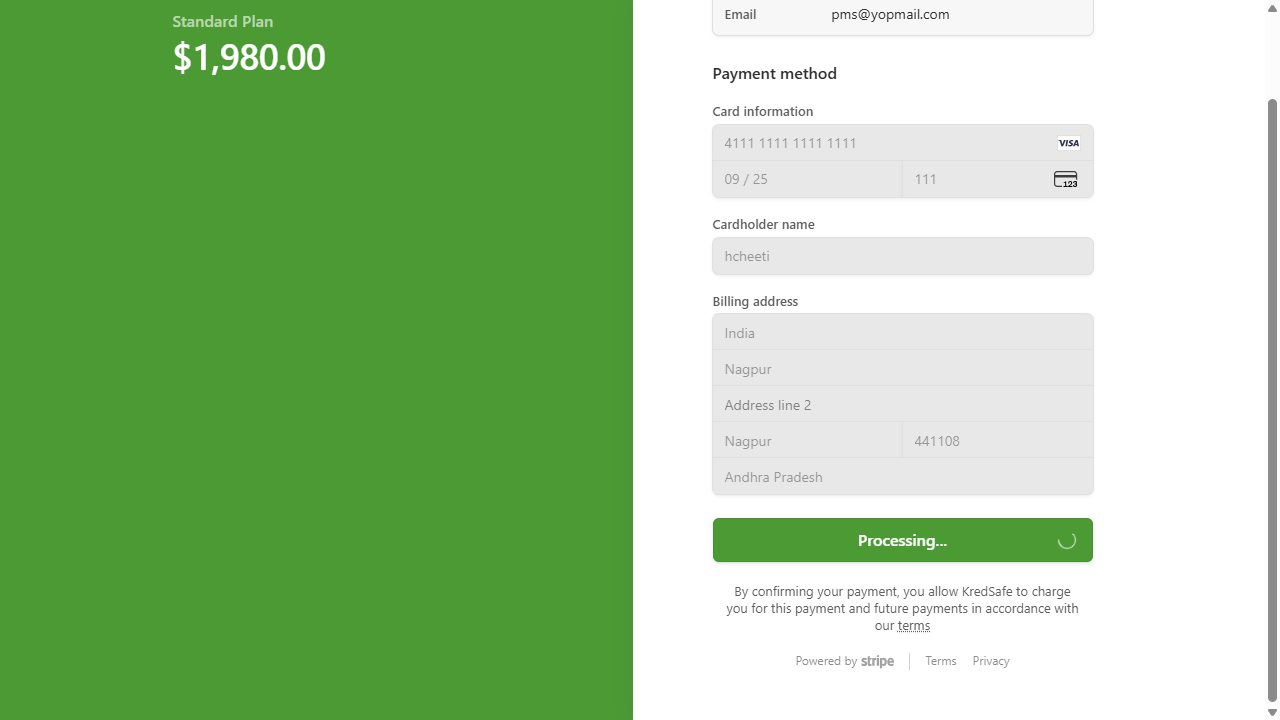 Standard Plan
$1,980.00
Email pms@yopmail.com
Payment method
Card information
4111 1111 1111 1111 VISA
09 / 25 111 123
Cardholder name
hcheeti
Billing address
India
Nagpur
Address line 2
Nagpur 441108
Andhra Pradesh
Processing...
By confirming your payment, you allow KredSafe to charge
you for this payment and future payments in accordance with
our terms
Powered by stripe Terms Privacy